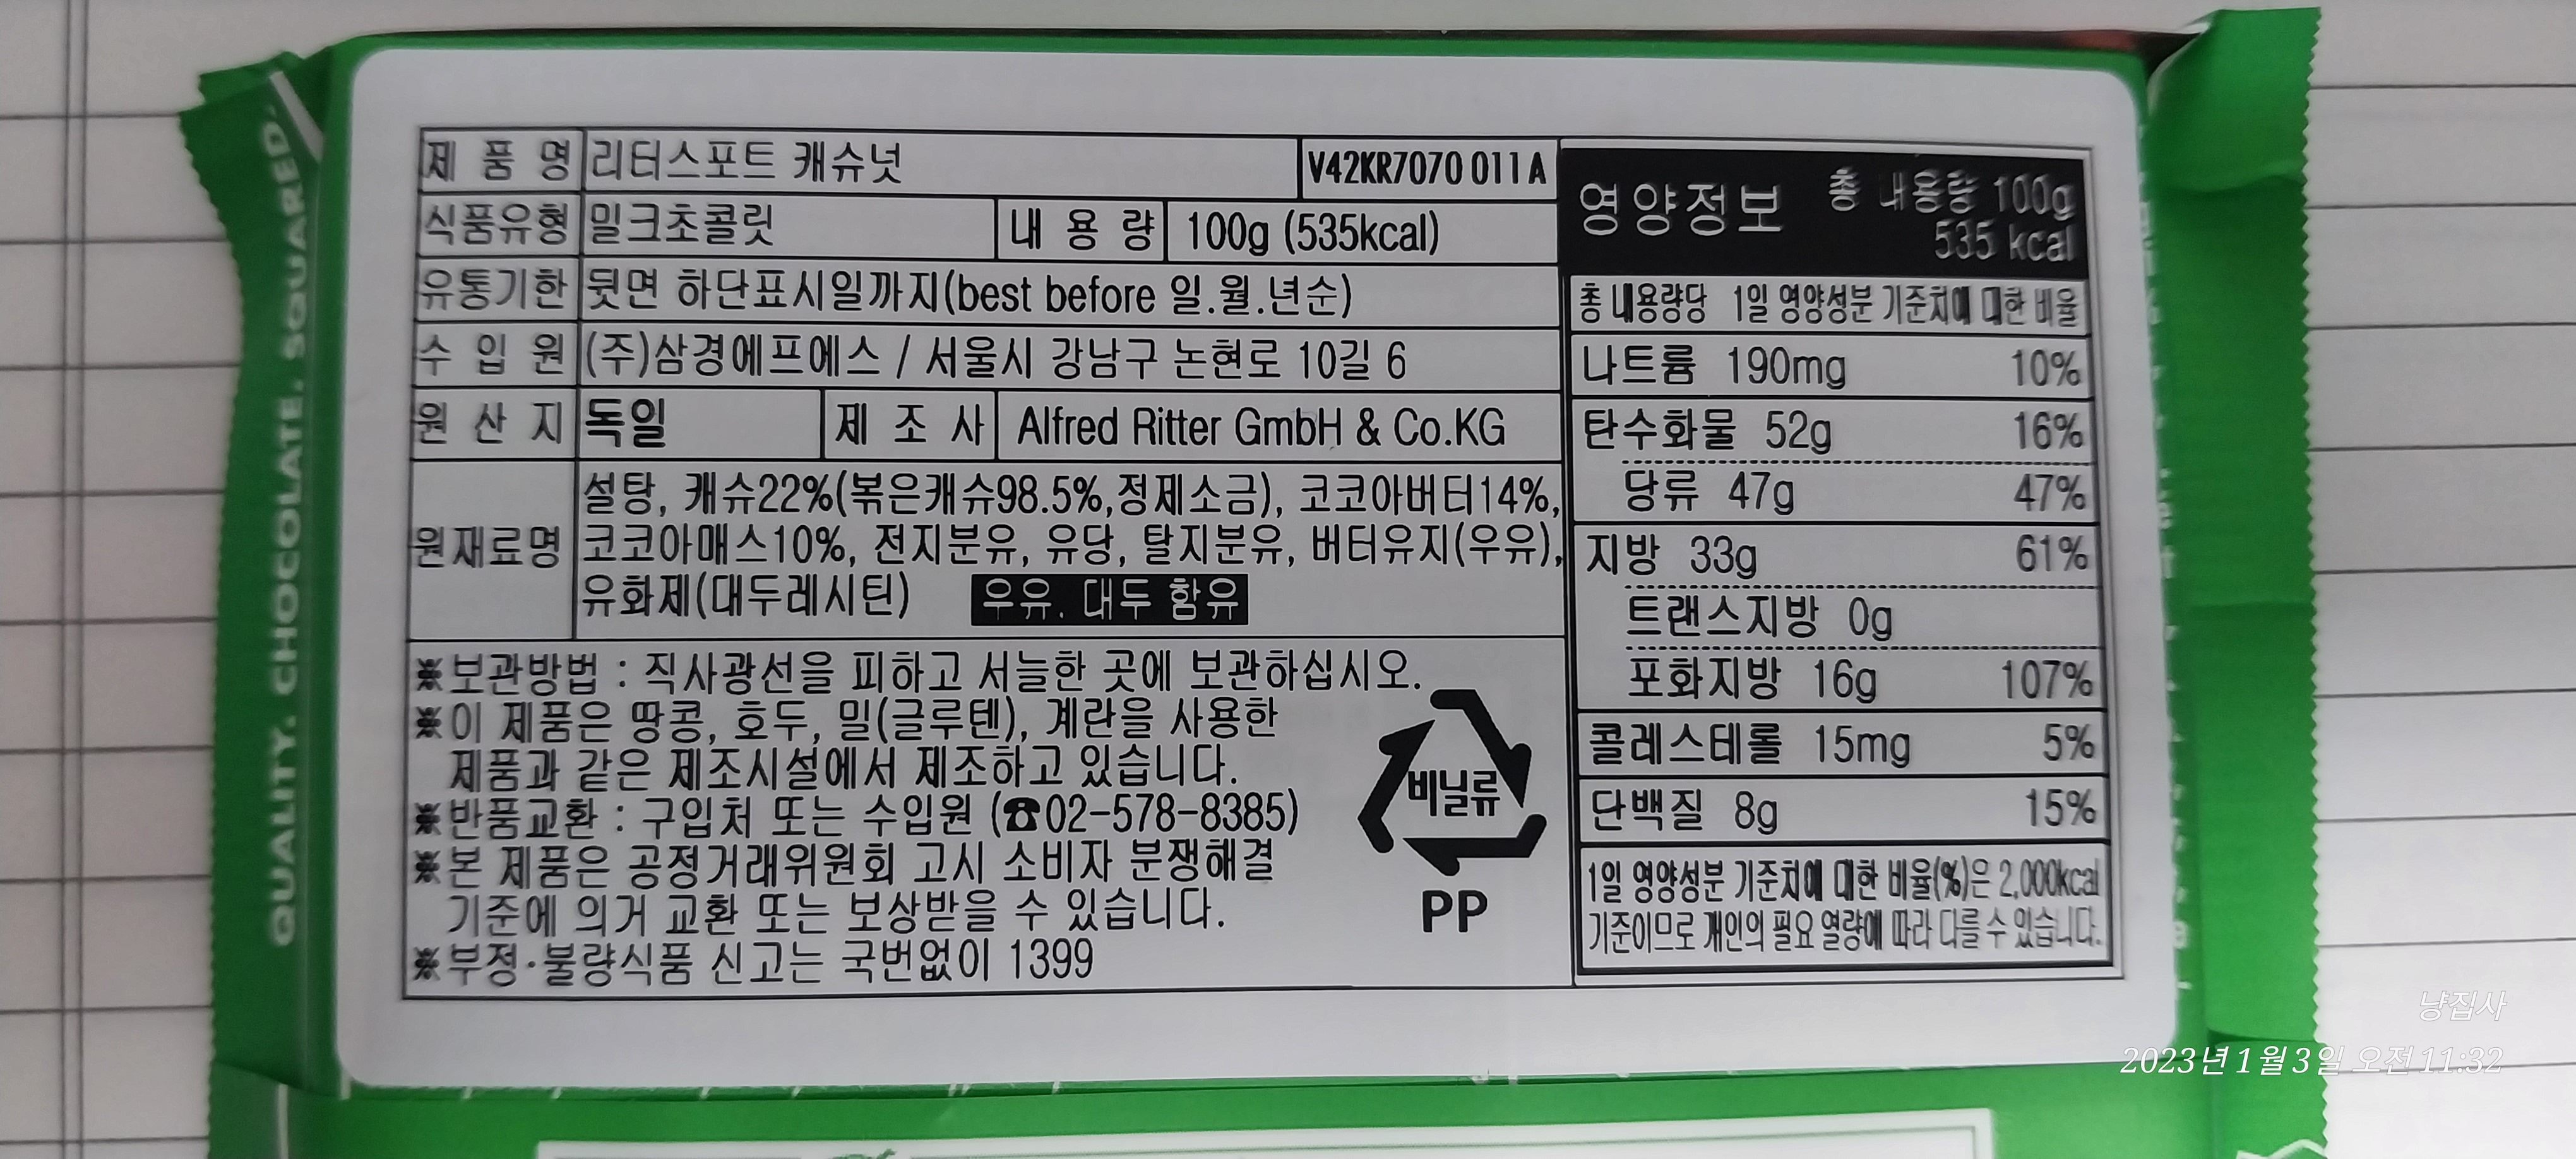 QUALITY. CHOCOLATE. SQUARED.
제 품 명 리터스포트 캐슈넛 V42KR7070 011A
식품유형 밀크초콜릿 내 용 량 100g (535kcal)
유통기한 뒷면 하단표시일까지(best before 일.월.년순)
수 입 원 (주)삼경에프에스 / 서울시 강남구 논현로 10길 6
원 산 지 독일 제 조 사 Alfred Ritter GmbH & Co.KG
원재료명 설탕, 캐슈22%(볶은캐슈98.5%,정제소금), 코코아버터14%,
코코아매스10%, 전지분유, 유당, 탈지분유, 버터유지(우유),
유화제(대두레시틴) 우유. 대두 함유
※보관방법 : 직사광선을 피하고 서늘한 곳에 보관하십시오.
※이 제품은 땅콩, 호두, 밀(글루텐), 계란을 사용한
제품과 같은 제조시설에서 제조하고 있습니다.
※반품교환 : 구입처 또는 수입원 (☎02-578-8385)
※본 제품은 공정거래위원회 고시 소비자 분쟁해결
기준에 의거 교환 또는 보상받을 수 있습니다.
※부정·불량식품 신고는 국번없이 1399
비닐류
PP
영양정보 총 내용량 100g
535 kcal
총 내용량당 1일 영양성분 기준치에 대한 비율
나트륨 190mg 10%
탄수화물 52g 16%
당류 47g 47%
지방 33g 61%
트랜스지방 0g
포화지방 16g 107%
콜레스테롤 15mg 5%
단백질 8g 15%
1일 영양성분 기준치에 대한 비율(%)은 2,000kcal
기준이므로 개인의 필요 열량에 따라 다를 수 있습니다.
냥집사
2023년 1월 3일 오전 11:32